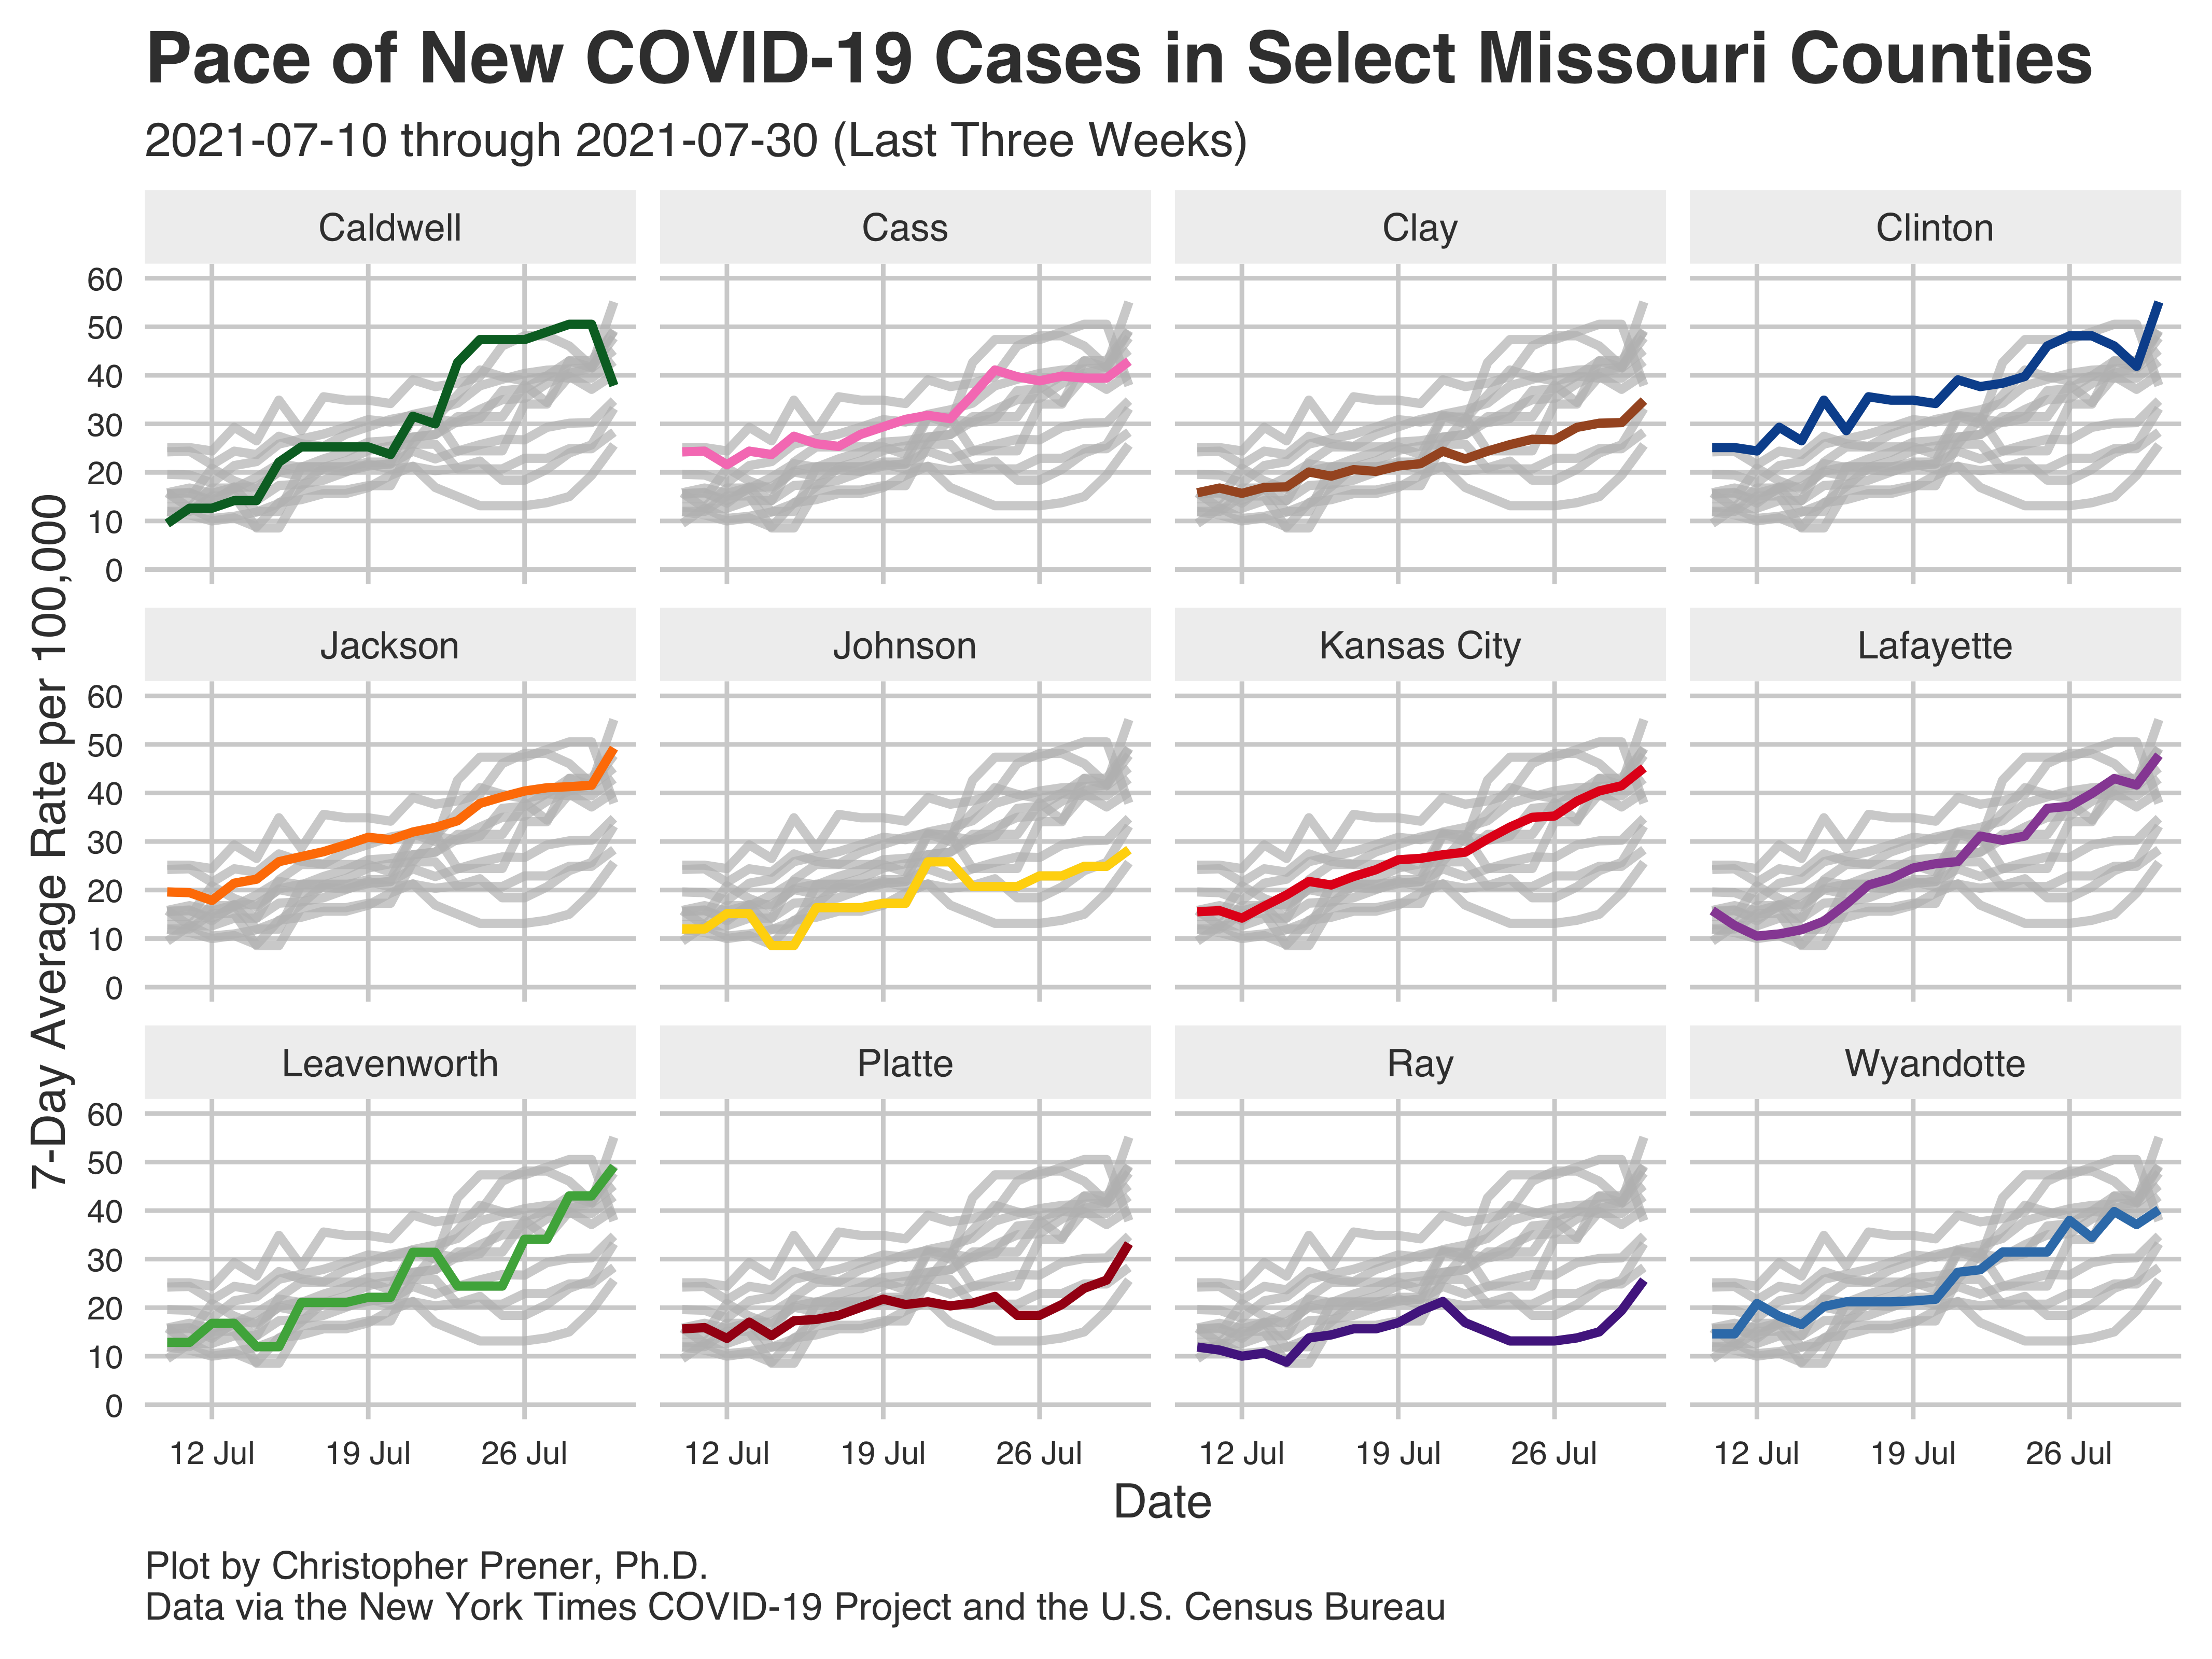 Pace of New COVID-19 Cases in Select Missouri Counties
2021-07-10 through 2021-07-30 (Last Three Weeks)
7-Day Average Rate per 100,000
Caldwell
Cass
Clay
Clinton
60
50
40
30
20
10
0
Jackson
Johnson
Kansas City
Lafayette
60
50
40
30
20
10
0
Leavenworth
Platte
Ray
Wyandotte
60
50
40
30
20
10
0
12 Jul
19 Jul
26 Jul
12 Jul
19 Jul
26 Jul
12 Jul
19 Jul
26 Jul
12 Jul
19 Jul
26 Jul
Date
Plot by Christopher Prener, Ph.D.
Data via the New York Times COVID-19 Project and the U.S. Census Bureau